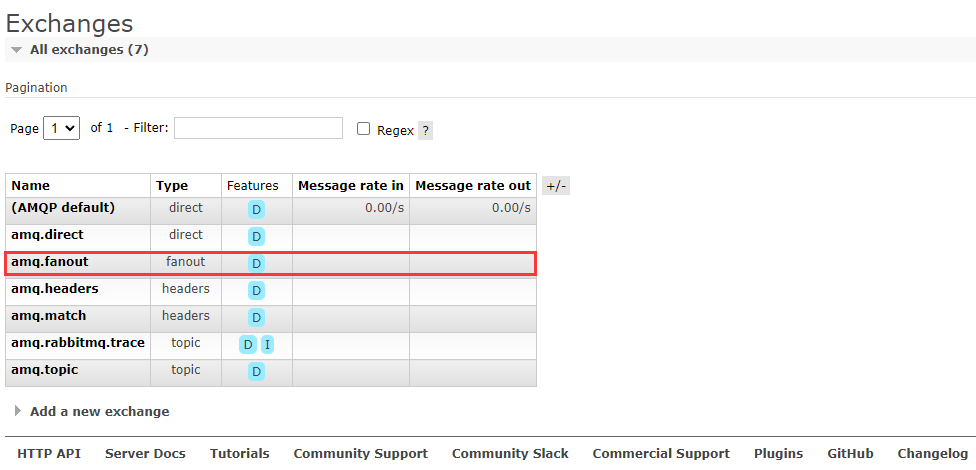 Exchanges
All exchanges (7)
Pagination
Page 1 of 1 - Filter: Regex ?
Name Type Features Message rate in Message rate out +/-
(AMQP default) direct D 0.00/s 0.00/s
amq.direct direct D
amq.fanout fanout D
amq.headers headers D
amq.match headers D
amq.rabbitmq.trace topic D I
amq.topic topic D
Add a new exchange
HTTP API Server Docs Tutorials Community Support Community Slack Commercial Support Plugins GitHub Changelog